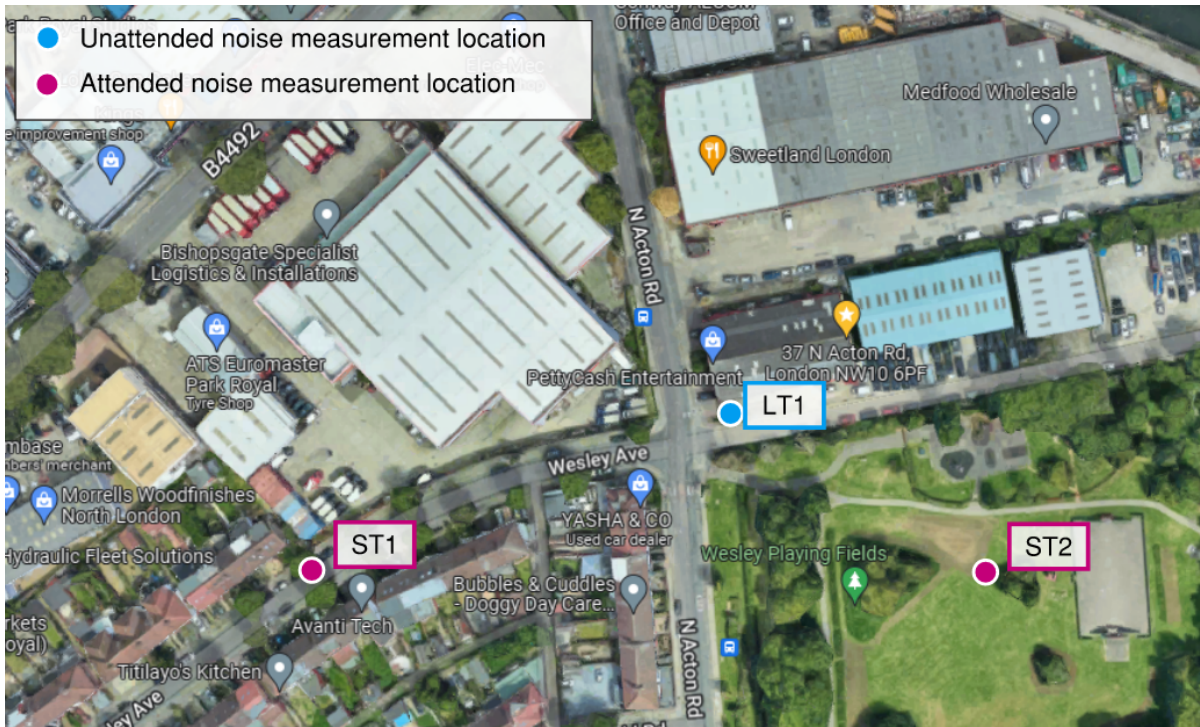 Unattended noise measurement location
Attended noise measurement location
Office and Depot
Medfood Wholesale
Sweetland London
B4492
improvement shop
N Acton Rd
Bishopsgate Specialist
Logistics & Installations
ATS Euromaster
Park Royal
Tyre Shop
37 N Acton Rd,
London NW10 6PF
PettyCash Entertainment
LT1
Wesley Ave
Morrells Woodfinishes
North London
YASHA & CO
Used car dealer
ST1
ST2
Hydraulic Fleet Solutions
Wesley Playing Fields
Bubbles & Cuddles
- Doggy Day Care...
Avanti Tech
Titilayo's Kitchen
N Acton Rd
Ave